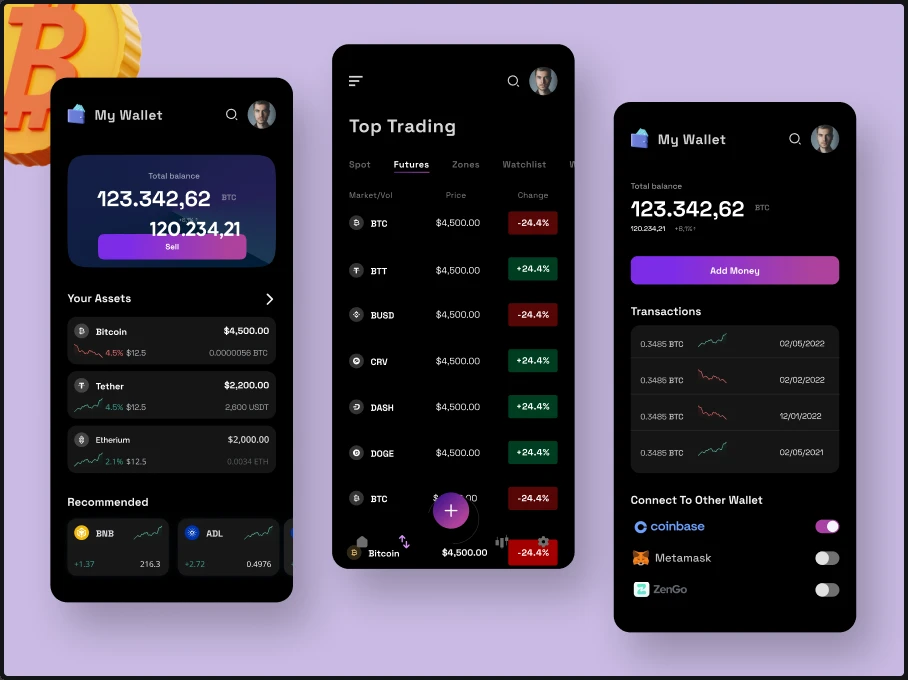 My Wallet
Total balance
123.342,62 BTC
120.234,21
Sell
Your Assets
Bitcoin $4,500.00
4.5% $12.5 0.0000056 BTC
Tether $2,200.00
4.5% $12.5 2,600 USDT
Etherium $2,000.00
2.1% $12.5 0.0034 ETH
Recommended
BNB
+1.37 216.3
ADL
+2.72 0.4976
Top Trading
Spot Futures Zones Watchlist W
Market/Vol Price Change
BTC $4,500.00 -24.4%
BTT $4,500.00 +24.4%
BUSD $4,500.00 -24.4%
CRV $4,500.00 +24.4%
DASH $4,500.00 +24.4%
DOGE $4,500.00 +24.4%
BTC -24.4%
Bitcoin $4,500.00 -24.4%
My Wallet
Total balance
123.342,62 BTC
120.234,21 +6,1%↑
Add Money
Transactions
0.3485 BTC 02/05/2022
0.3485 BTC 02/02/2022
0.3485 BTC 12/01/2022
0.3485 BTC 02/05/2021
Connect To Other Wallet
coinbase
Metamask
ZenGo